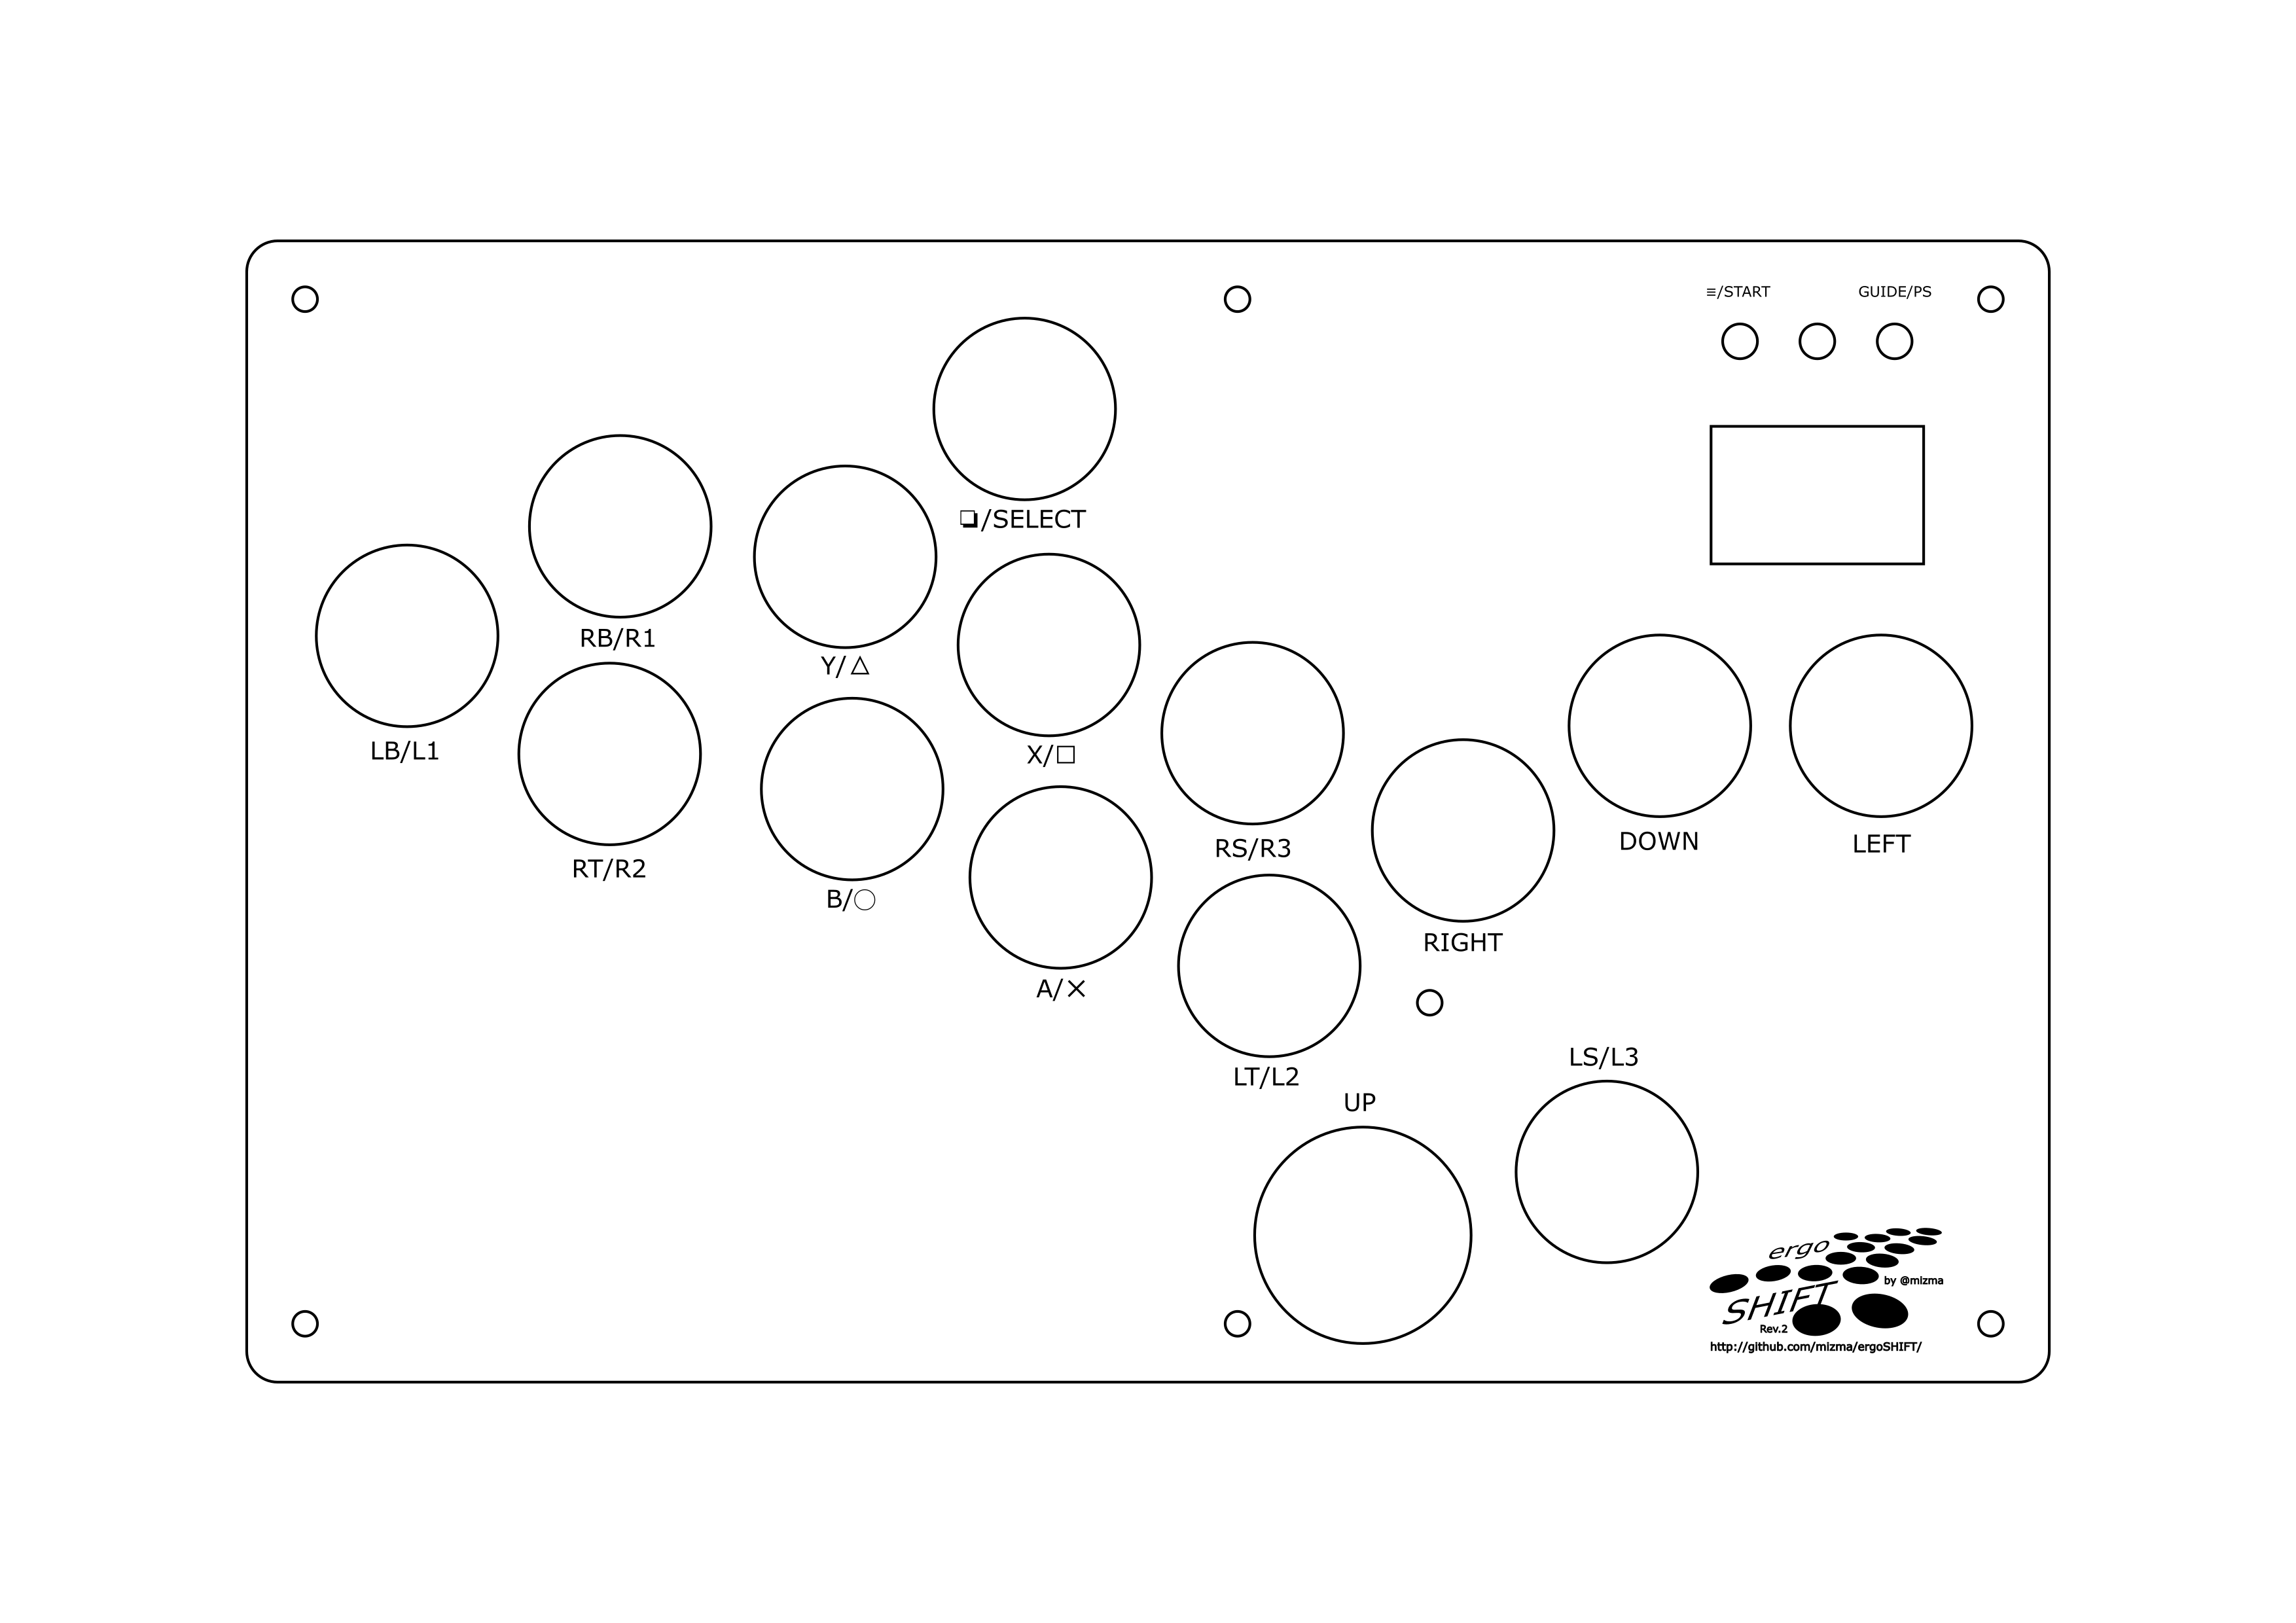 ≡/START
GUIDE/PS
❏/SELECT
RB/R1
Y/△
LB/L1
X/□
RS/R3
DOWN
LEFT
RT/R2
B/○
RIGHT
A/×
LS/L3
LT/L2
UP
ergo
by @mizma
SHIFT
Rev.2
http://github.com/mizma/ergoSHIFT/